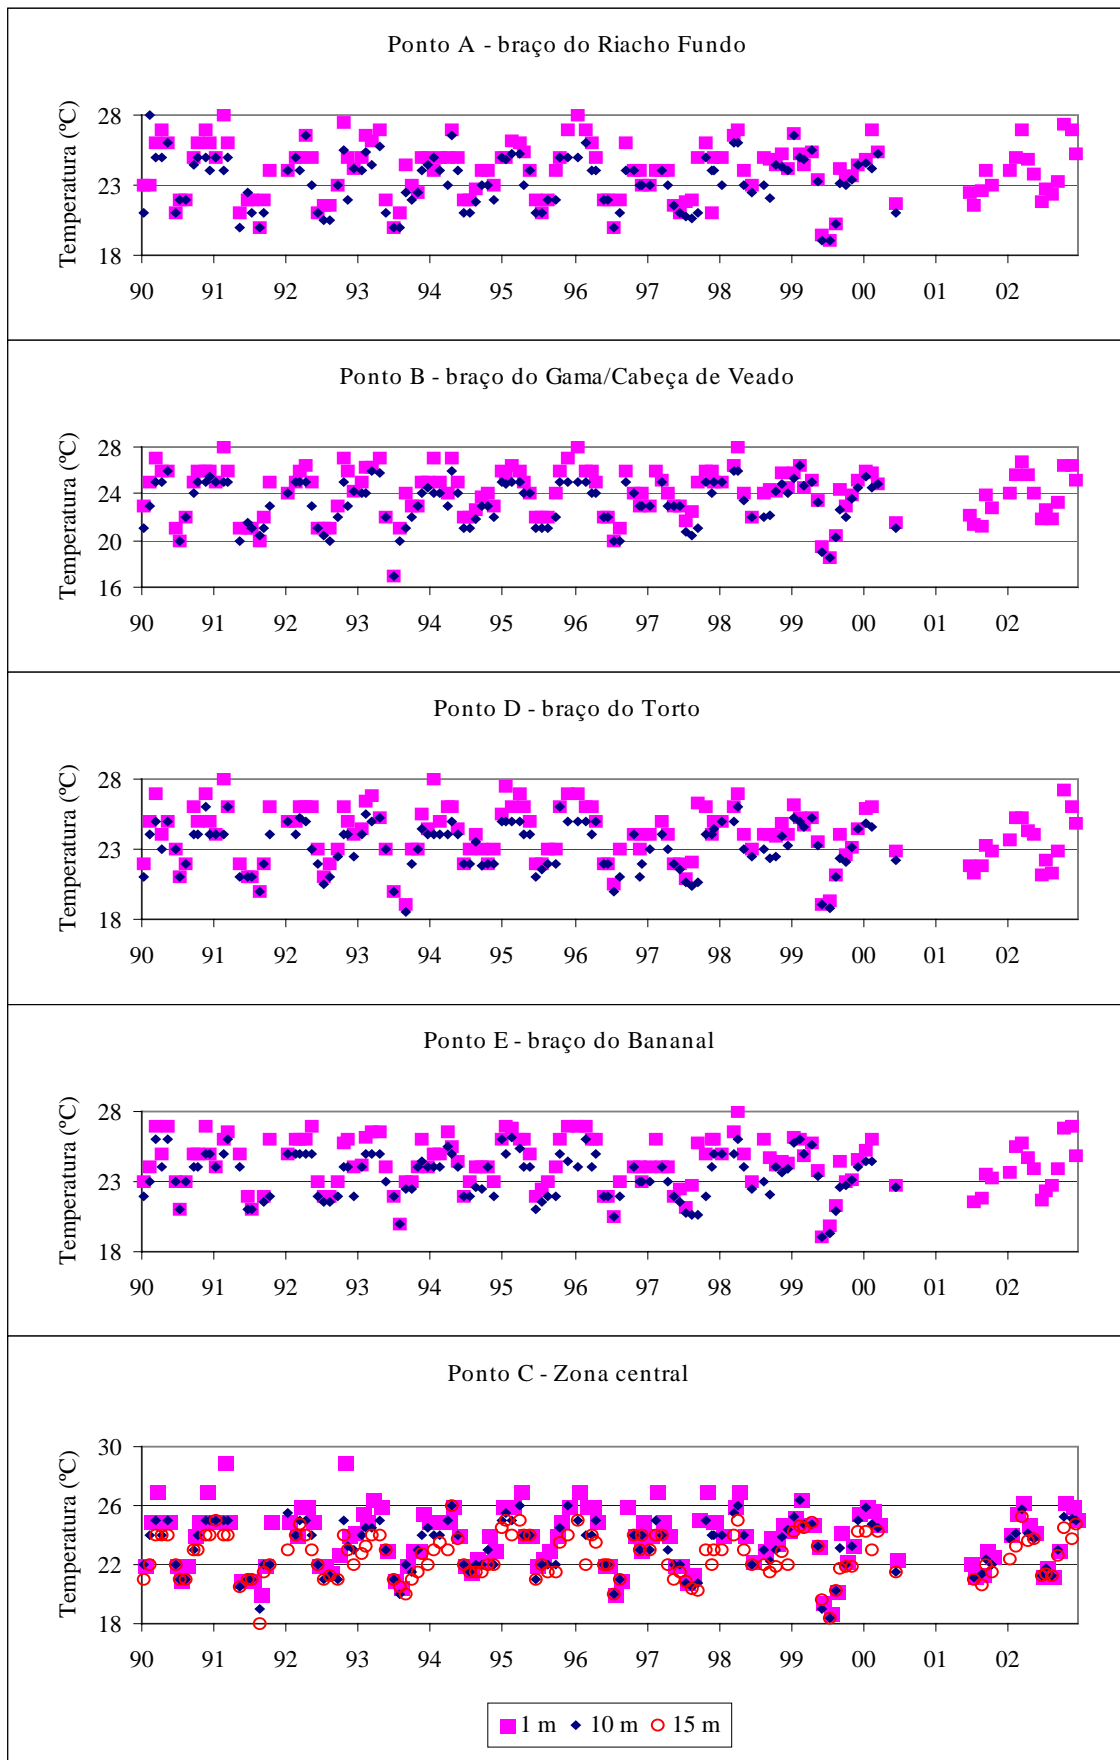 Ponto A - braço do Riacho Fundo
Temperatura (ºC)
28
23
18
90 91 92 93 94 95 96 97 98 99 00 01 02
Ponto B - braço do Gama/Cabeça de Veado
Temperatura (ºC)
28
24
20
16
90 91 92 93 94 95 96 97 98 99 00 01 02
Ponto D - braço do Torto
Temperatura (ºC)
28
23
18
90 91 92 93 94 95 96 97 98 99 00 01 02
Ponto E - braço do Bananal
Temperatura (ºC)
28
23
18
90 91 92 93 94 95 96 97 98 99 00 01 02
Ponto C - Zona central
Temperatura (ºC)
30
26
22
18
90 91 92 93 94 95 96 97 98 99 00 01 02
1 m 10 m 15 m